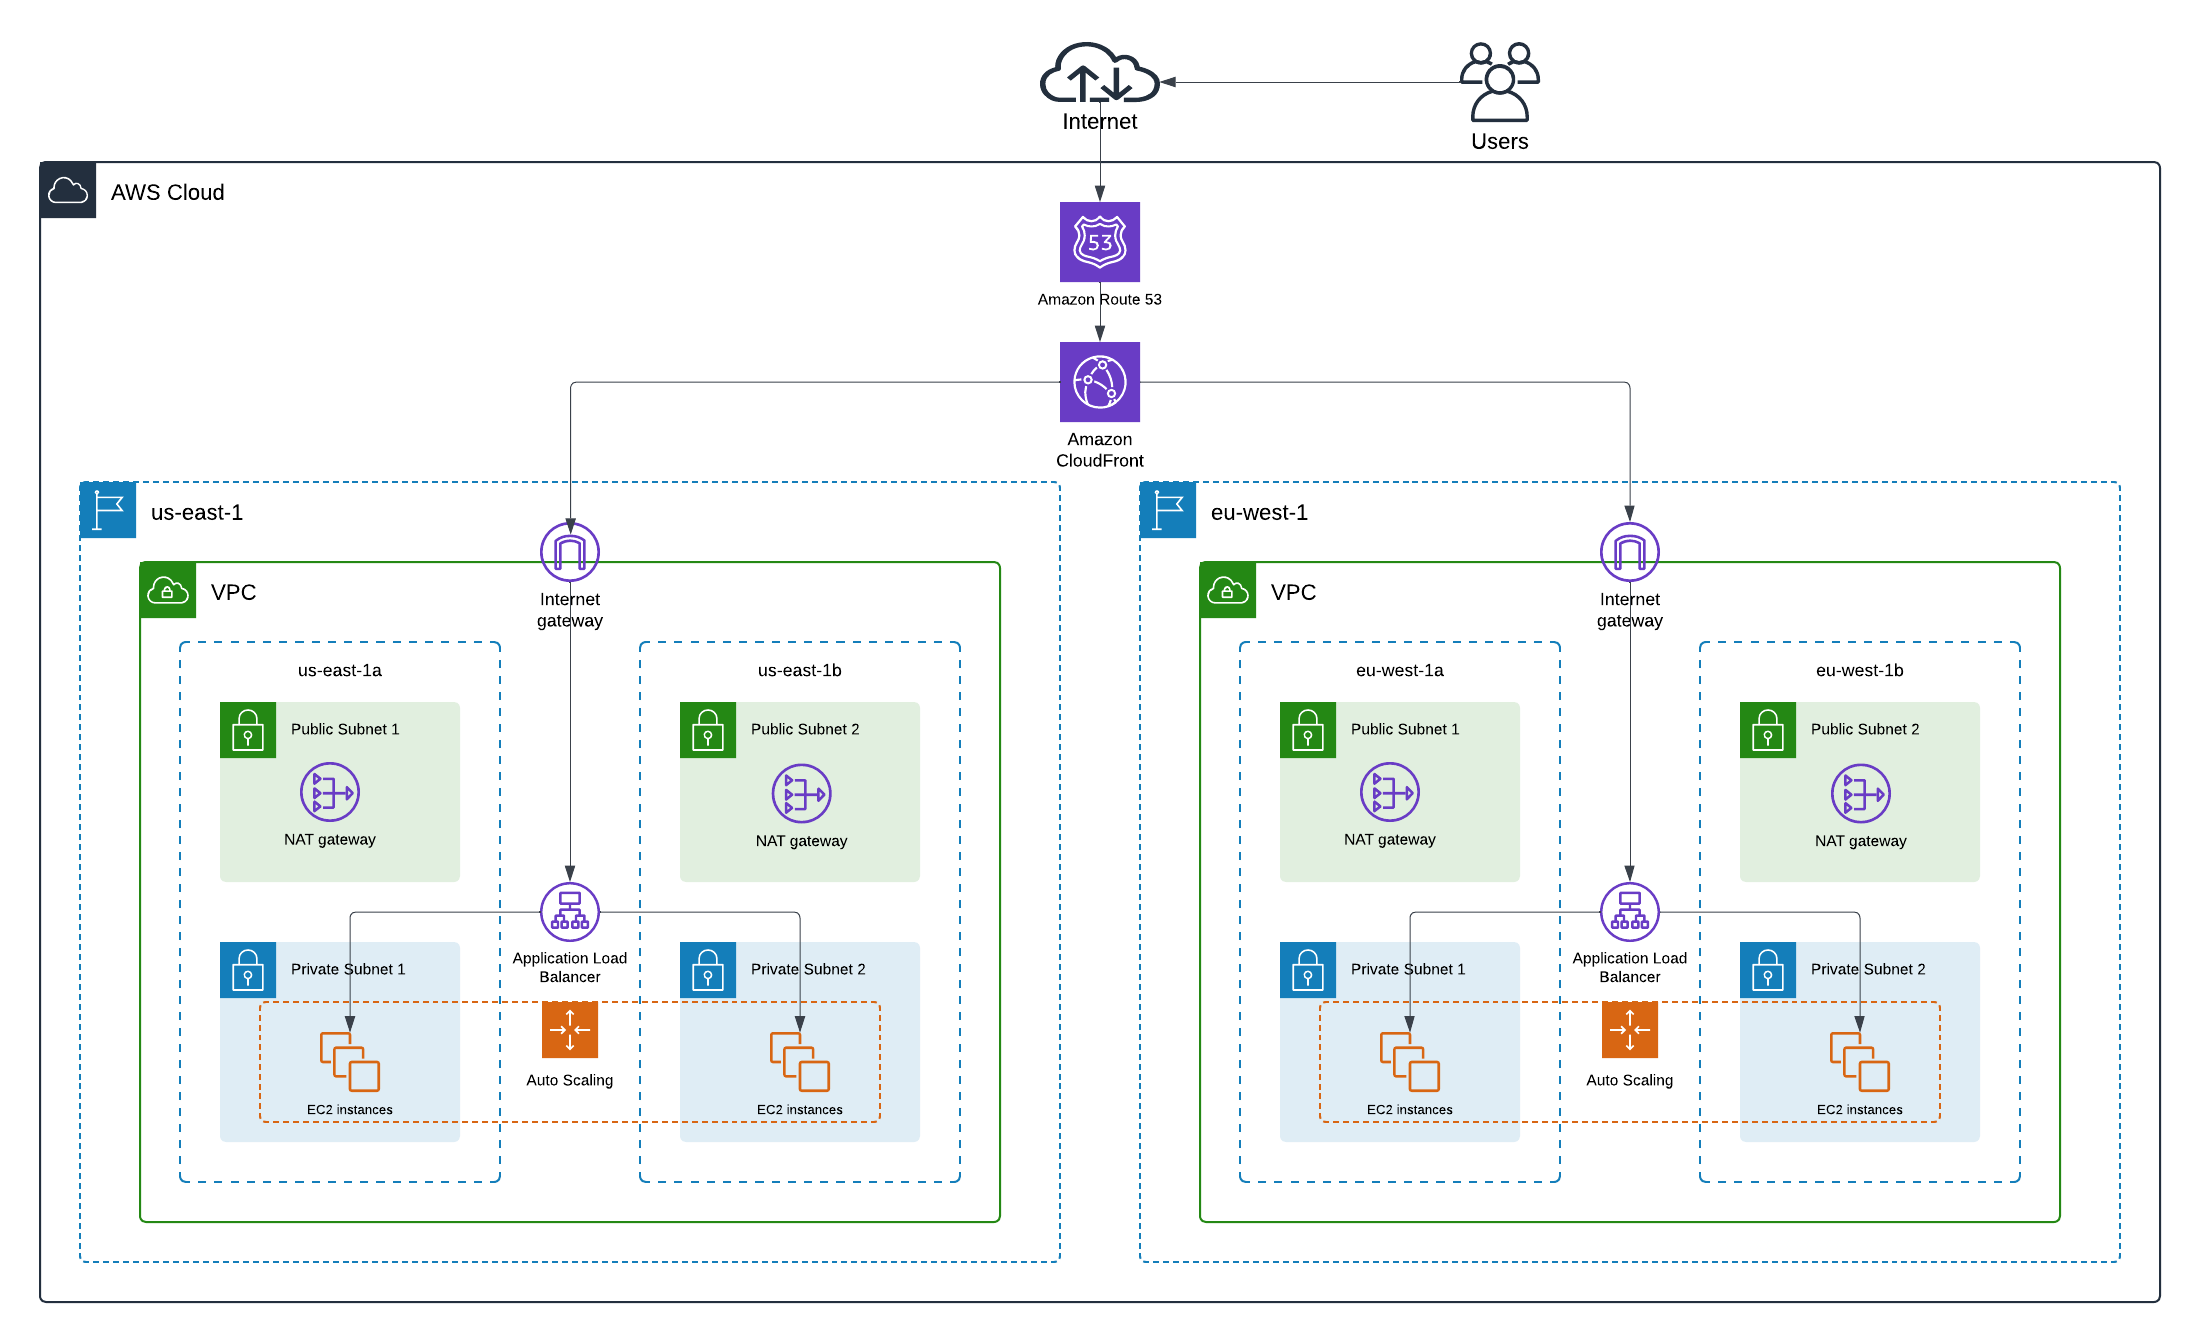 Internet
Users
AWS Cloud
53
Amazon Route 53
Amazon
CloudFront
us-east-1
VPC
Internet
gateway
us-east-1a
Public Subnet 1
NAT gateway
us-east-1b
Public Subnet 2
NAT gateway
Application Load
Balancer
Private Subnet 1
EC2 instances
Auto Scaling
Private Subnet 2
EC2 instances
eu-west-1
VPC
Internet
gateway
eu-west-1a
Public Subnet 1
NAT gateway
eu-west-1b
Public Subnet 2
NAT gateway
Application Load
Balancer
Private Subnet 1
EC2 instances
Auto Scaling
Private Subnet 2
EC2 instances